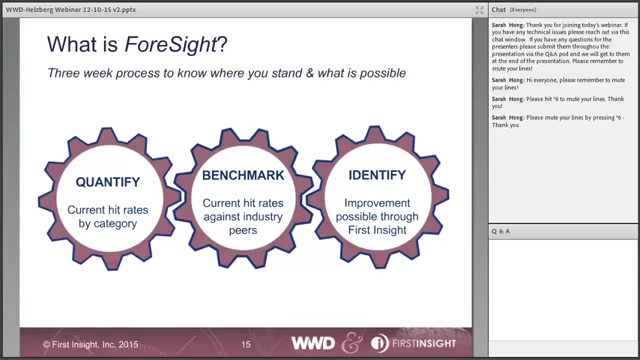 WWD-Helzberg Webinar 12-10-15 v2.pptx
What is ForeSight?
Three week process to know where you stand & what is possible
QUANTIFY
Current hit rates
by category
BENCHMARK
Current hit rates
against industry
peers
IDENTIFY
Improvement
possible through
First Insight
© First Insight, Inc, 2015
15
WWD & FIRSTINSIGHT
Chat (Everyone)
Sarah Hong: Thank you for joining today's webinar. If
you have any technical issues please reach out via this
chat window. If you have any questions for the
presenters please submit them throughout the
presentation via the Q&A pod and we will get to them
at the end of the presentation. Please remember to
mute your lines!
Sarah Hong: Hi everyone, please remember to mute
your lines!
Sarah Hong: Please hit *6 to mute your lines. Thank
you!
Sarah Hong: Please mute your lines by pressing *6 -
Thank you
Q & A